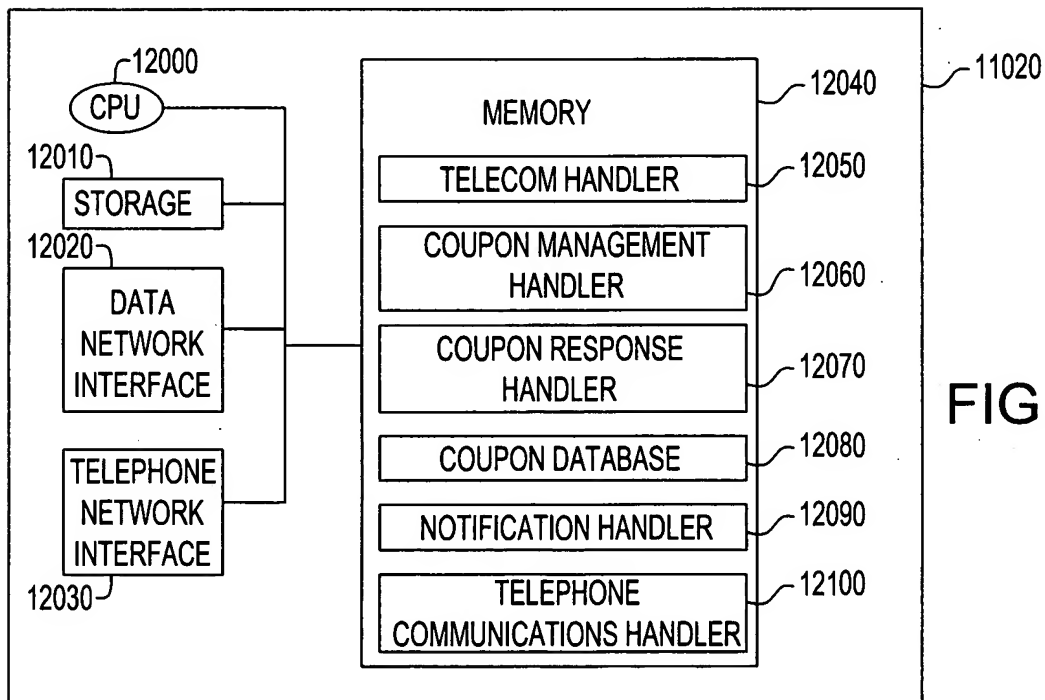 12000
CPU
12010
STORAGE
12020
DATA
NETWORK
INTERFACE
TELEPHONE
NETWORK
INTERFACE
12030
MEMORY
12040
TELECOM HANDLER
12050
COUPON MANAGEMENT
HANDLER
12060
COUPON RESPONSE
HANDLER
12070
COUPON DATABASE
12080
NOTIFICATION HANDLER
12090
TELEPHONE
COMMUNICATIONS HANDLER
12100
11020
FIG